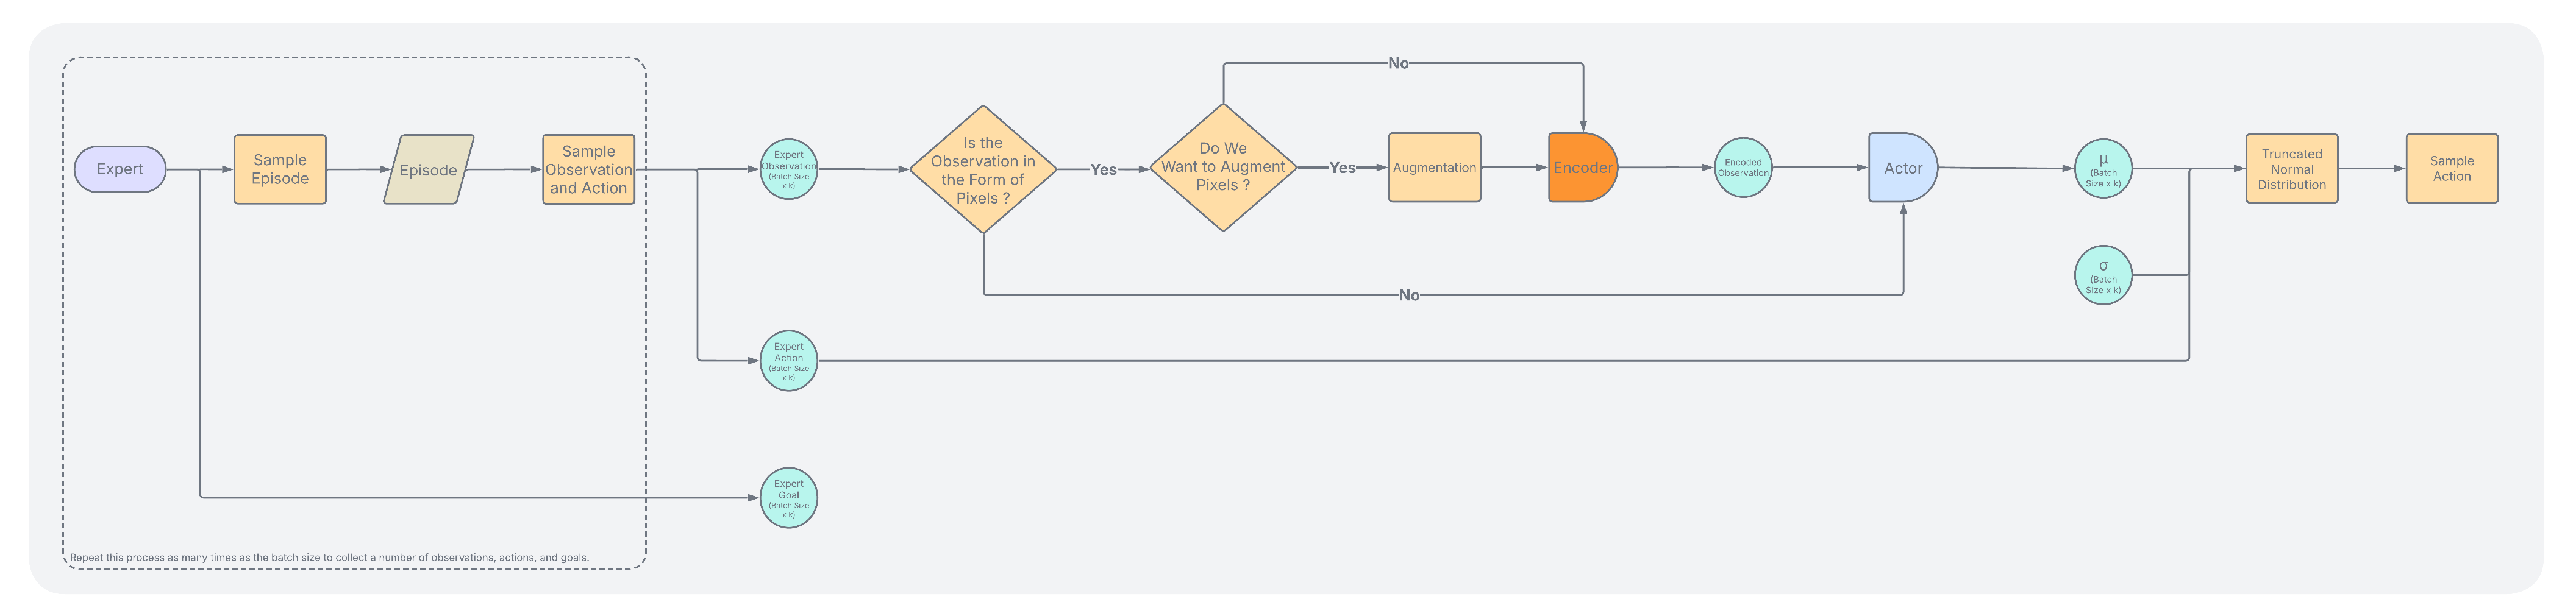 Expert
Sample
Episode
Episode
Sample
Observation
and Action
Expert
Observation
(Batch Size
x k)
Is the
Observation in
the Form of
Pixels ?
Yes
No
Do We
Want to Augment
Pixels ?
No
Yes
Augmentation
Encoder
Encoded
Observation
Actor
μ
(Batch
Size x k)
σ
(Batch
Size x k)
Truncated
Normal
Distribution
Sample
Action
Expert
Action
(Batch Size
x k)
Expert
Goal
(Batch Size
x k)
Repeat this process as many times as the batch size to collect a number of observations, actions, and goals.